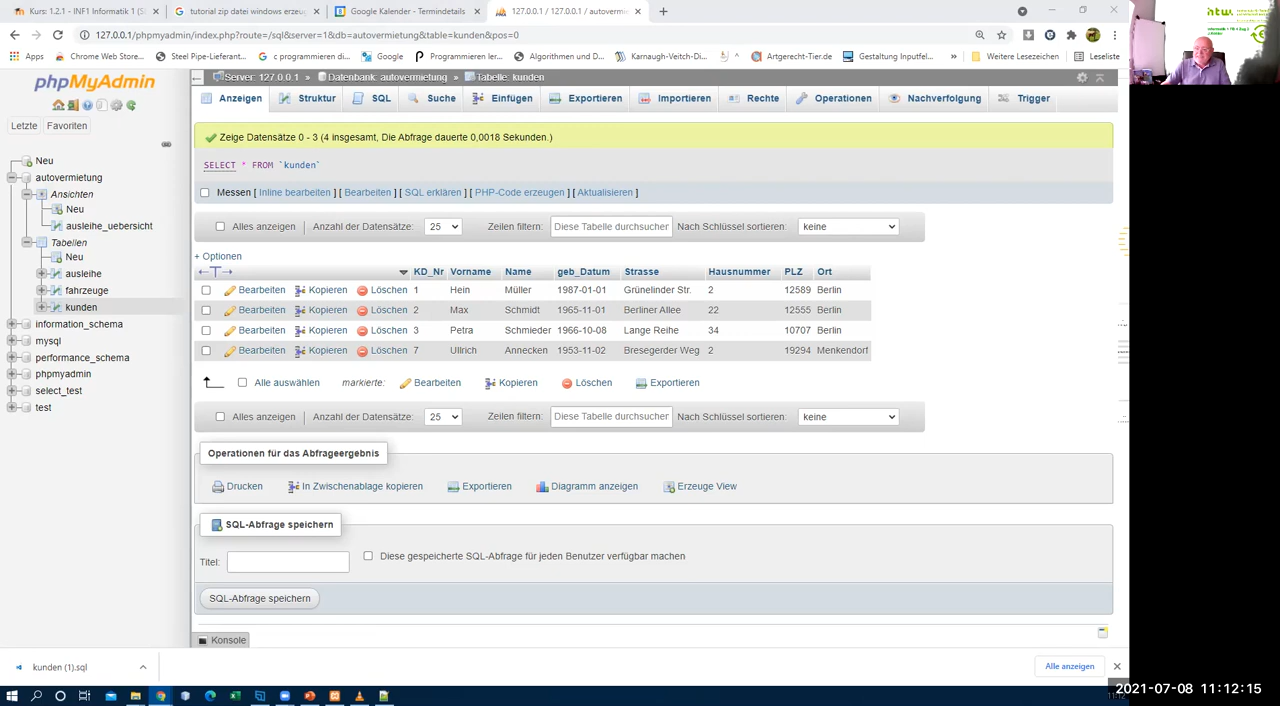 Kurs: 1.2.1 - INF1 Informatik 1 (S
tutorial zip datei windows erzeug
Google Kalender - Termindetails
127.0.0.1 / 127.0.0.1 / autovermie
127.0.0.1/phpmyadmin/index.php?route=/sql&server=1&db=autovermietung&table=kunden&pos=...
Apps
Chrome Web Store...
Steel Pipe-Lieferant...
c programmieren di...
Google
Programmieren lerne...
Algorithmen und D...
Karnaugh-Veitch-Di...
Artgerecht-Tier.de
Gestaltung Inputfel...
»
Weitere Lesezeichen
Leseliste
phpMyAdmin
Letzte
Favoriten
Neu
autovermietung
Ansichten
Neu
ausleihe_uebersicht
Tabellen
Neu
ausleihe
fahrzeuge
kunden
information_schema
mysql
performance_schema
phpmyadmin
select_test
test
Server: 127.0.0.1 » Datenbank: autovermietung » Tabelle: kunden
Anzeigen Struktur SQL Suche Einfügen Exportieren Importieren Rechte Operationen Nachverfolgung Trigger
Zeige Datensätze 0 - 3 (4 insgesamt, Die Abfrage dauerte 0,0018 Sekunden.)
SELECT * FROM `kunden`
Messen [ Inline bearbeiten ] [ Bearbeiten ] [ SQL erklären ] [ PHP-Code erzeugen ] [ Aktualisieren ]
Alles anzeigen Anzahl der Datensätze: 25 Zeilen filtern: Diese Tabelle durchsuchen Nach Schlüssel sortieren: keine
+ Optionen
←T→ KD_Nr Vorname Name geb_Datum Strasse Hausnummer PLZ Ort
Bearbeiten Kopieren Löschen 1 Hein Müller 1987-01-01 Grünelinder Str. 2 12589 Berlin
Bearbeiten Kopieren Löschen 2 Max Schmidt 1965-11-01 Berliner Allee 22 12555 Berlin
Bearbeiten Kopieren Löschen 3 Petra Schmieder 1966-10-08 Lange Reihe 34 10707 Berlin
Bearbeiten Kopieren Löschen 7 Ullrich Annecken 1953-11-02 Bresegerder Weg 2 19294 Menkendorf
Alle auswählen markierte: Bearbeiten Kopieren Löschen Exportieren
Alles anzeigen Anzahl der Datensätze: 25 Zeilen filtern: Diese Tabelle durchsuchen Nach Schlüssel sortieren: keine
Operationen für das Abfrageergebnis
Drucken In Zwischenablage kopieren Exportieren Diagramm anzeigen Erzeuge View
SQL-Abfrage speichern
Titel: Diese gespeicherte SQL-Abfrage für jeden Benutzer verfügbar machen
SQL-Abfrage speichern
Konsole
kunden (1).sql
Alle anzeigen
2021-07-08 11:12:15